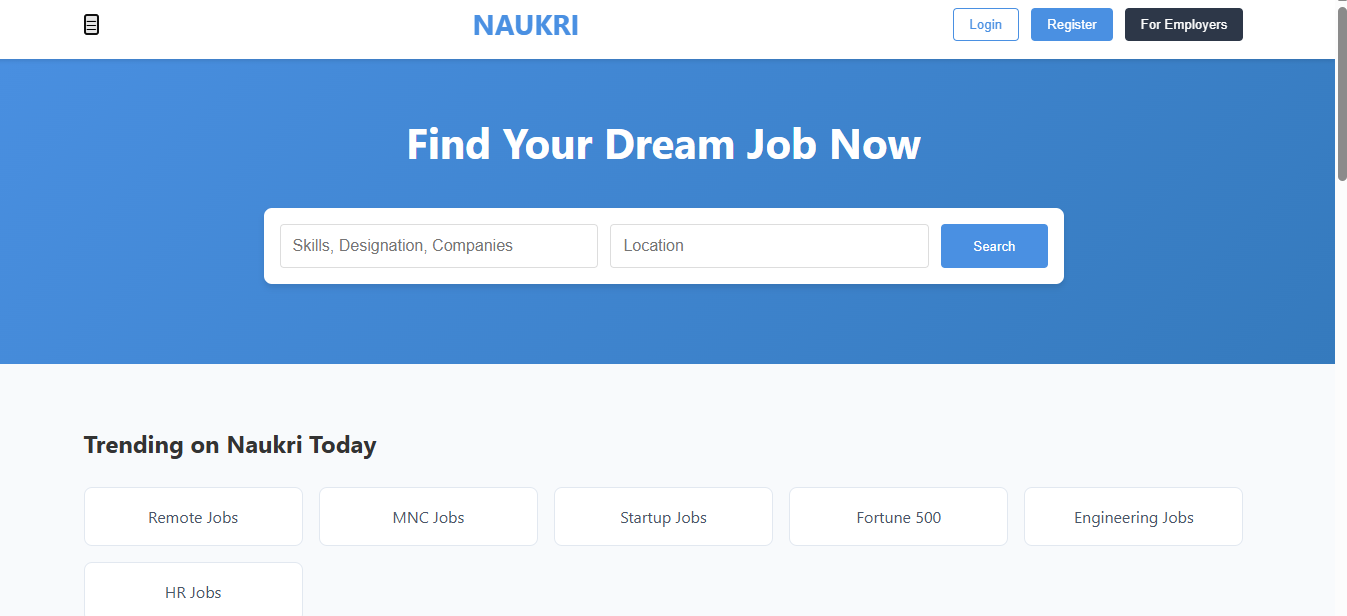 NAUKRI
Login
Register
For Employers
Find Your Dream Job Now
Skills, Designation, Companies
Location
Search
Trending on Naukri Today
Remote Jobs
MNC Jobs
Startup Jobs
Fortune 500
Engineering Jobs
HR Jobs